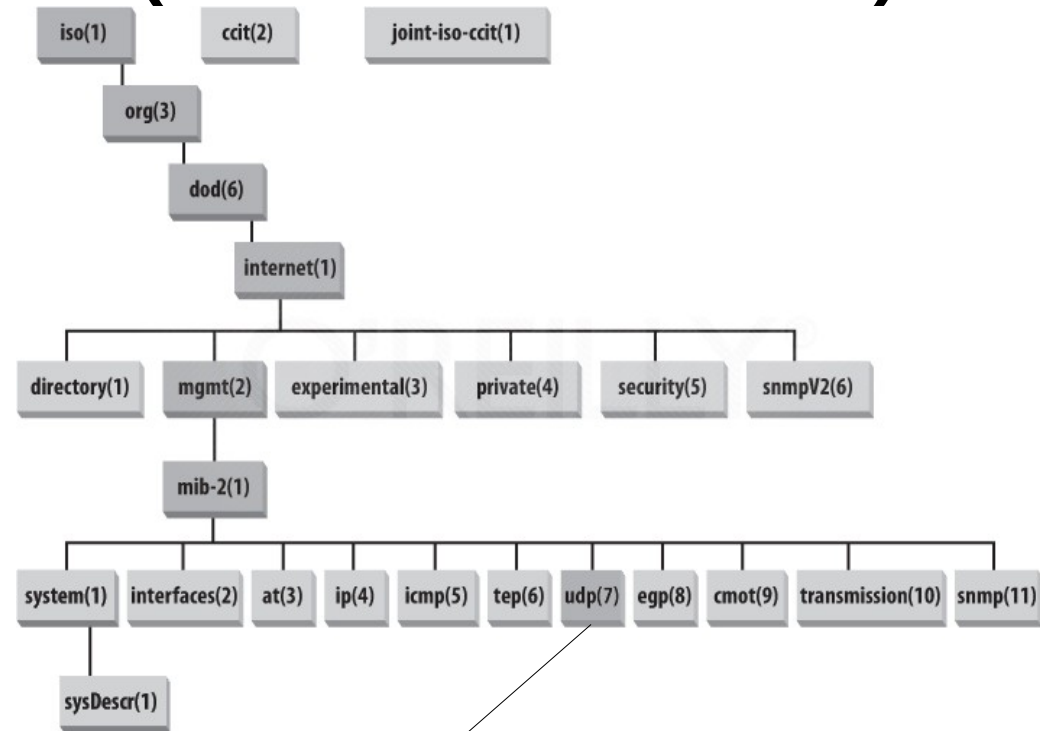 iso(1) ccit(2) joint-iso-ccit(1)
org(3)
dod(6)
internet(1)
O'REILLY®
directory(1) mgmt(2) experimental(3) private(4) security(5) snmpV2(6)
mib-2(1)
system(1) interfaces(2) at(3) ip(4) icmp(5) tep(6) udp(7) egp(8) cmot(9) transmission(10) snmp(11)
sysDescr(1)